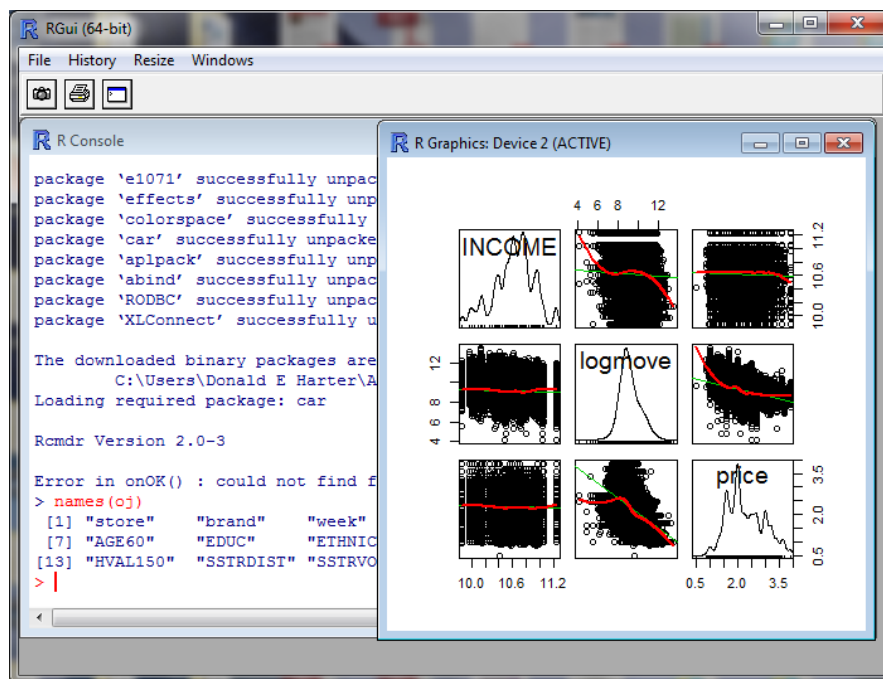 RGui (64-bit)
File History Resize Windows
R Console
package ‘e1071’ successfully unpac
package ‘effects’ successfully unp
package ‘colorspace’ successfully
package ‘car’ successfully unpacke
package ‘aplpack’ successfully unp
package ‘abind’ successfully unpac
package ‘RODBC’ successfully unpac
package ‘XLConnect’ successfully u
The downloaded binary packages are
C:\Users\Donald E Harter\A
Loading required package: car
Rcmdr Version 2.0-3
Error in onOK() : could not find f
> names(oj)
[1] "store" "brand" "week"
[7] "AGE60" "EDUC" "ETHNIC
[13] "HVAL150" "SSTRDIST" "SSTRVO
>
R Graphics: Device 2 (ACTIVE)
4 6 8 12
INCOME
10.0 10.6 11.2
4 6 8 12
logmove
price
0.5 2.0 3.5
10.0 10.6 11.2
0.5 2.0 3.5